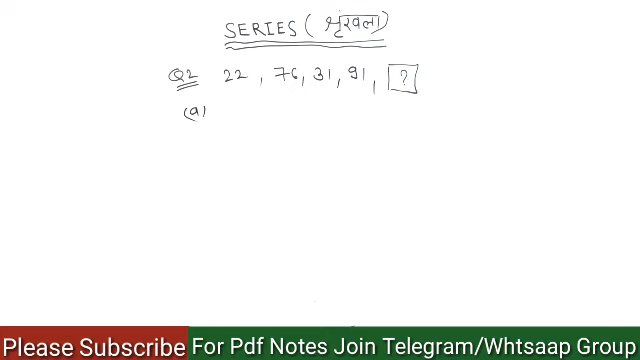 SERIES ( श्रृंखला )
Q2 22 , 76 , 31 , 91 , ?
(a)
Please Subscribe For Pdf Notes Join Telegram/Whtsaap Group